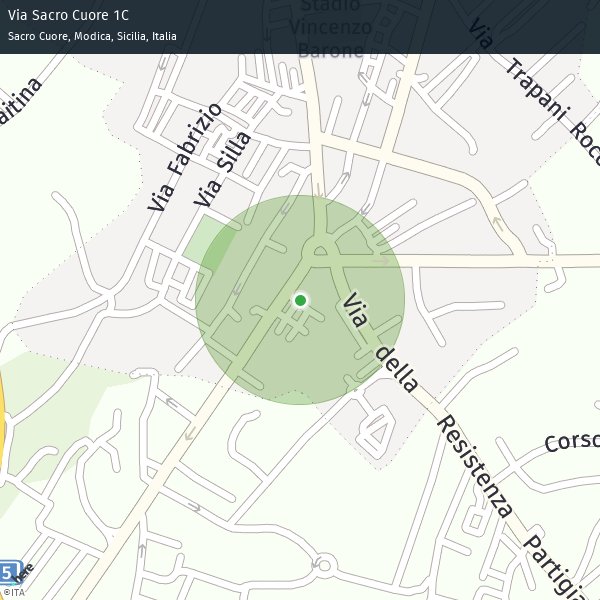 Via Sacro Cuore 1C
Sacro Cuore, Modica, Sicilia, Italia
Stadio
Vincenzo
Barone
Via Trapani Rocc
aitina
Via Fabrizio
Via Silla
Via della Resistenza Partigia
Corso
5
here
©ITA